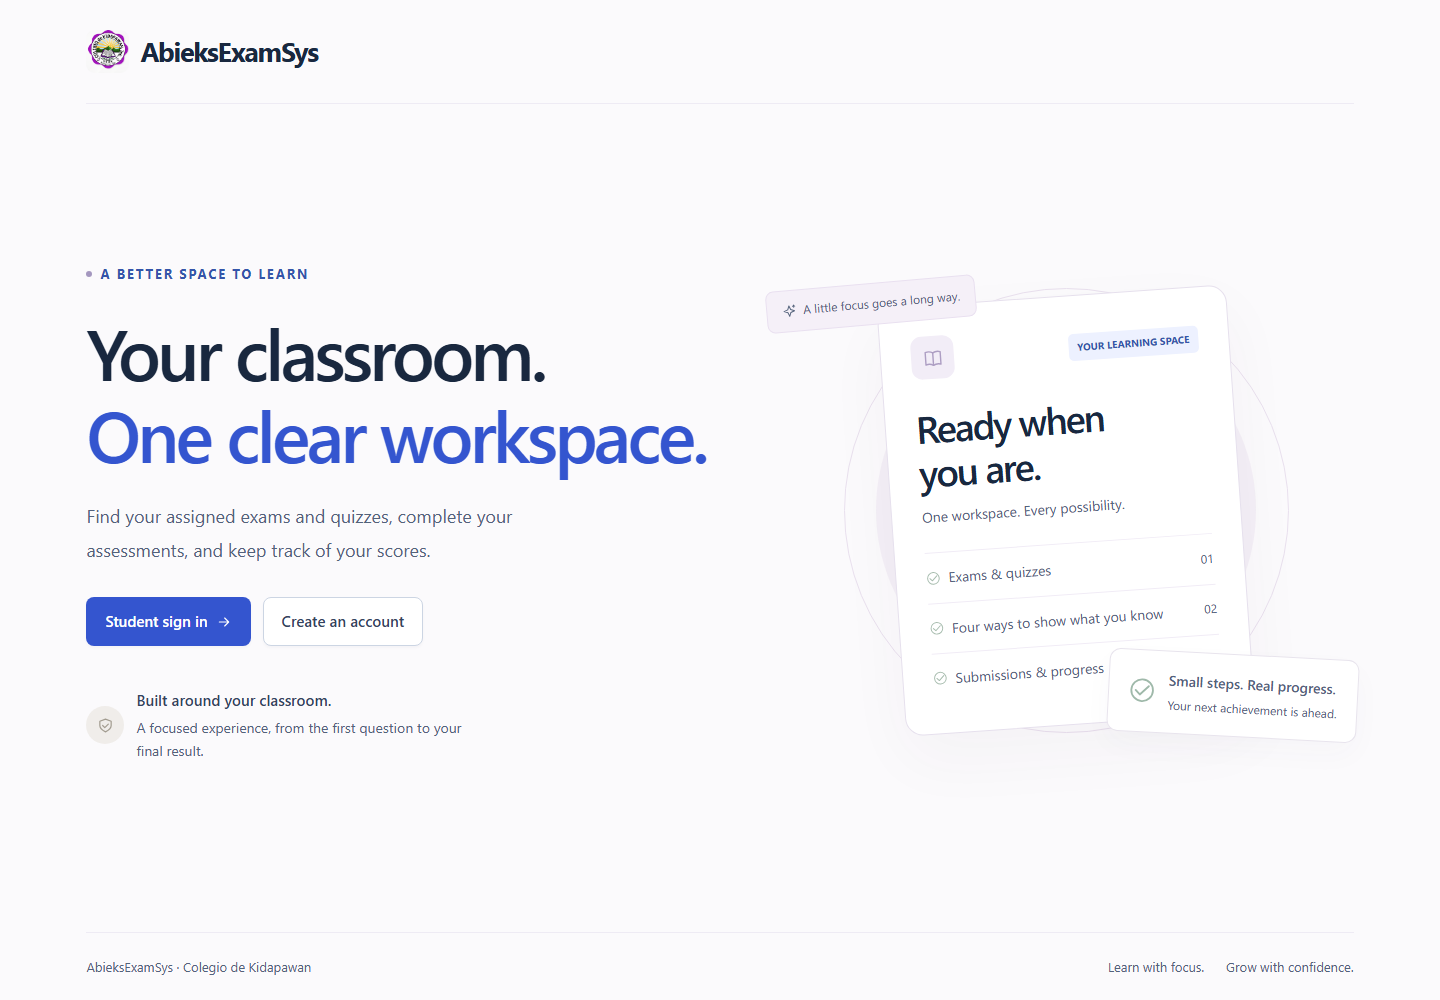 AbieksExamSys
A BETTER SPACE TO LEARN
Your classroom.
One clear workspace.
Find your assigned exams and quizzes, complete your
assessments, and keep track of your scores.
Student sign in →
Create an account
Built around your classroom.
A focused experience, from the first question to your
final result.
A little focus goes a long way.
YOUR LEARNING SPACE
Ready when
you are.
One workspace. Every possibility.
Exams & quizzes 01
Four ways to show what you know 02
Submissions & progress
Small steps. Real progress.
Your next achievement is ahead.
AbieksExamSys · Colegio de Kidapawan
Learn with focus. Grow with confidence.